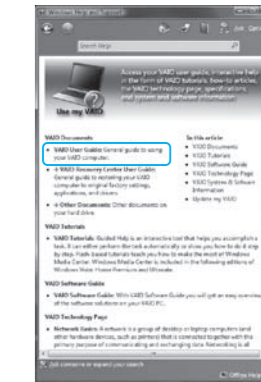 Windows Help and Support
Search Help
Access your VAIO user guide, interactive help
in the form of VAIO tutorials, how-to articles,
the VAIO technology page, specifications
and system and software information
Use my VAIO
VAIO Documents
VAIO User Guide: General guide to using
your VAIO computer.
VAIO Recovery Center User Guide:
General guide to restoring your VAIO
computer to original factory settings,
applications, and drivers.
Other Documents: Other documents on
your hard drive.
In this article
VAIO Documents
VAIO Tutorials
VAIO Software Guide
VAIO Technology Page
VAIO System & Software
Information
Update my VAIO
VAIO Tutorials
VAIO Tutorials: Guided Help is an interactive tool that helps you accomplish a
task. It can either perform the task automatically or show you how to do it step
by step. Flash based tutorials teach you how to make the most of Windows
Media Center. Windows Media Center is included in the following editions of
Windows Vista: Home Premium and Ultimate.
VAIO Software Guide
VAIO Software Guide: With VAIO Software Guide you will get an easy overview
of the software solutions on your VAIO PC.
VAIO Technology Page
Network Basics: A network is a group of desktop or laptop computers (and
other hardware devices, such as printers) that is connected together with the
primary purpose of communicating and exchanging data. Networking is all
Ask someone or expand your search